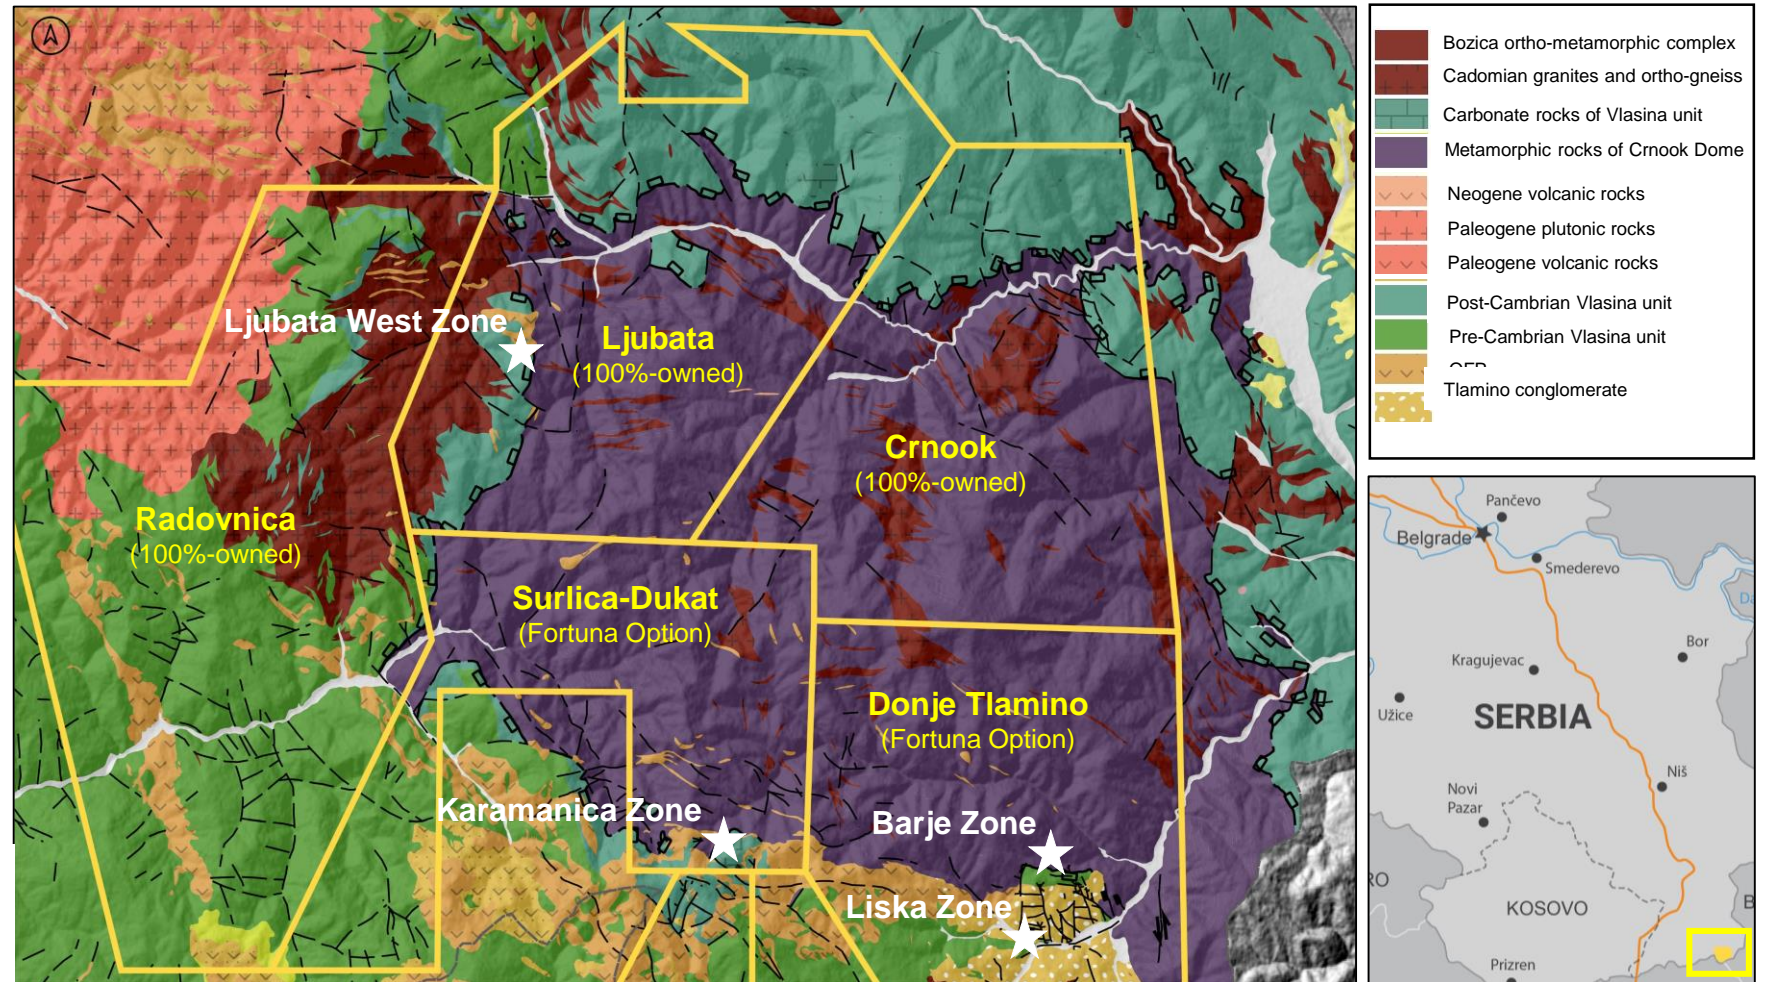 Ljubata West Zone
Ljubata
(100%-owned)
Crnook
(100%-owned)
Radovnica
(100%-owned)
Surlica-Dukat
(Fortuna Option)
Donje Tlamino
(Fortuna Option)
Karamanica Zone
Barje Zone
Liska Zone
Bozica ortho-metamorphic complex
Cadomian granites and ortho-gneiss
Carbonate rocks of Vlasina unit
Metamorphic rocks of Crnook Dome
Neogene volcanic rocks
Paleogene plutonic rocks
Paleogene volcanic rocks
Post-Cambrian Vlasina unit
Pre-Cambrian Vlasina unit
Tlamino conglomerate
Pančevo
Belgrade
Smederevo
Da
Bor
Kragujevac
Užice
SERBIA
Niš
Novi
Pazar
RO
KOSOVO
B
Prizren